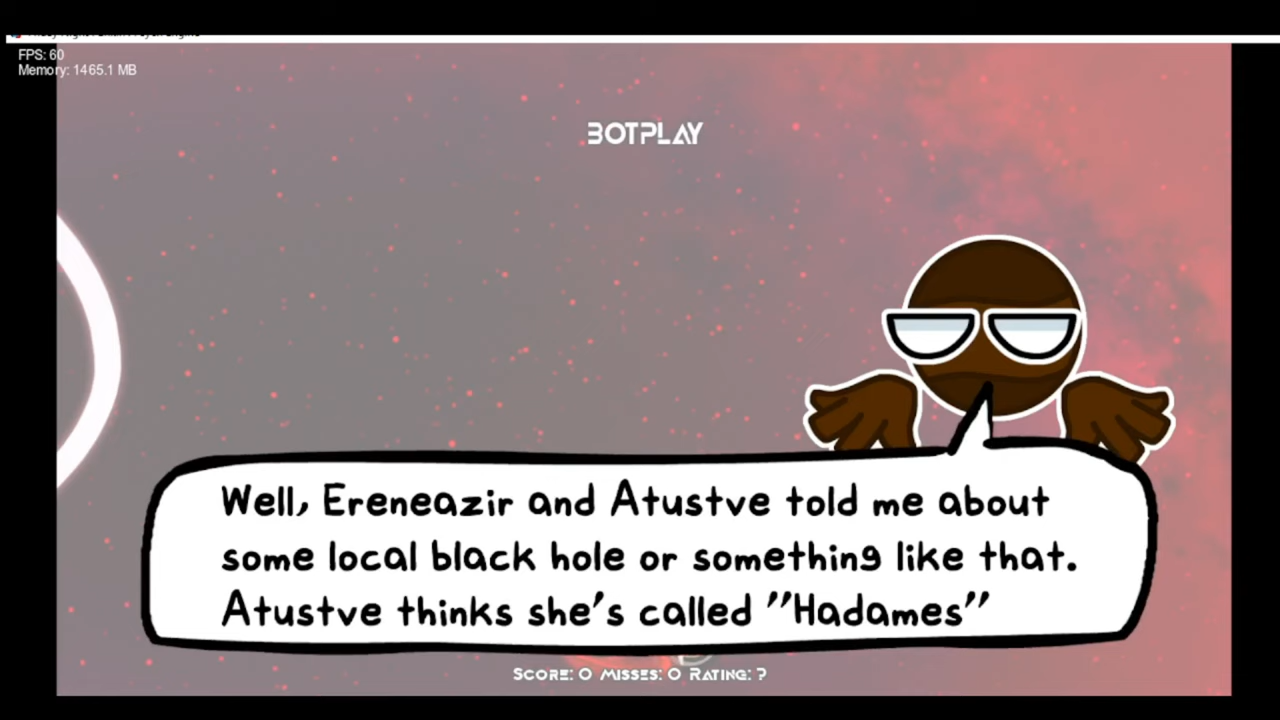 FPS: 60
Memory: 1465.1 MB
BOTPLAY
Well, Ereneazir and Atustve told me about
some local black hole or something like that.
Atustve thinks she's called "Hadames"
Score: 0 Misses: 0 Rating: ?